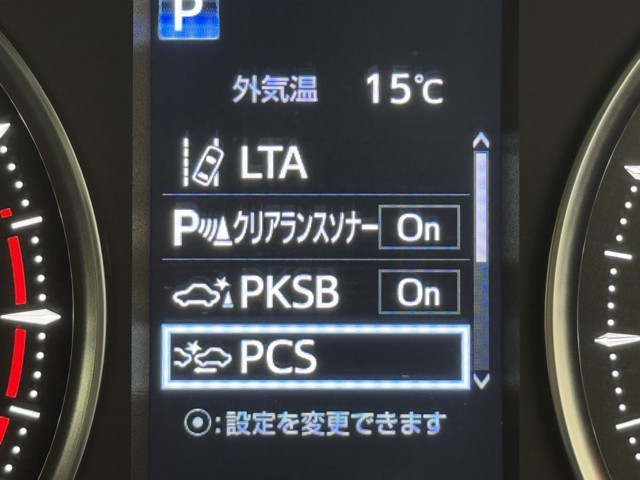 P
外気温 15℃
LTA
P クリアランスソナー On
PKSB On
PCS
⦿:設定を変更できます